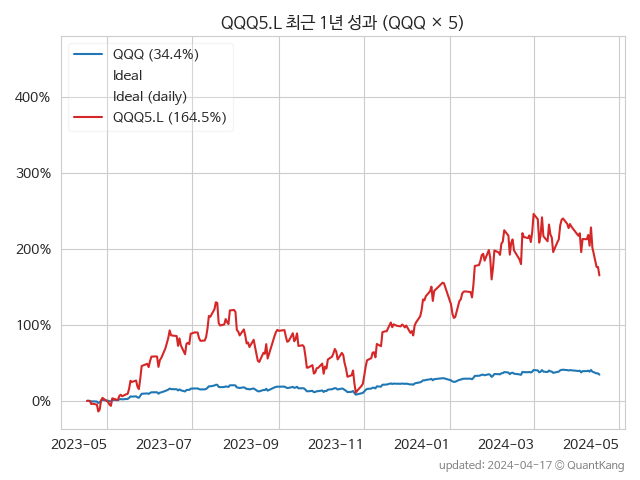 QQQ5.L 최근 1년 성과 (QQQ × 5)
QQQ (34.4%)
Ideal
Ideal (daily)
QQQ5.L (164.5%)
400%
300%
200%
100%
0%
2023-05 2023-07 2023-09 2023-11 2024-01 2024-03 2024-05
updated: 2024-04-17 © QuantKang